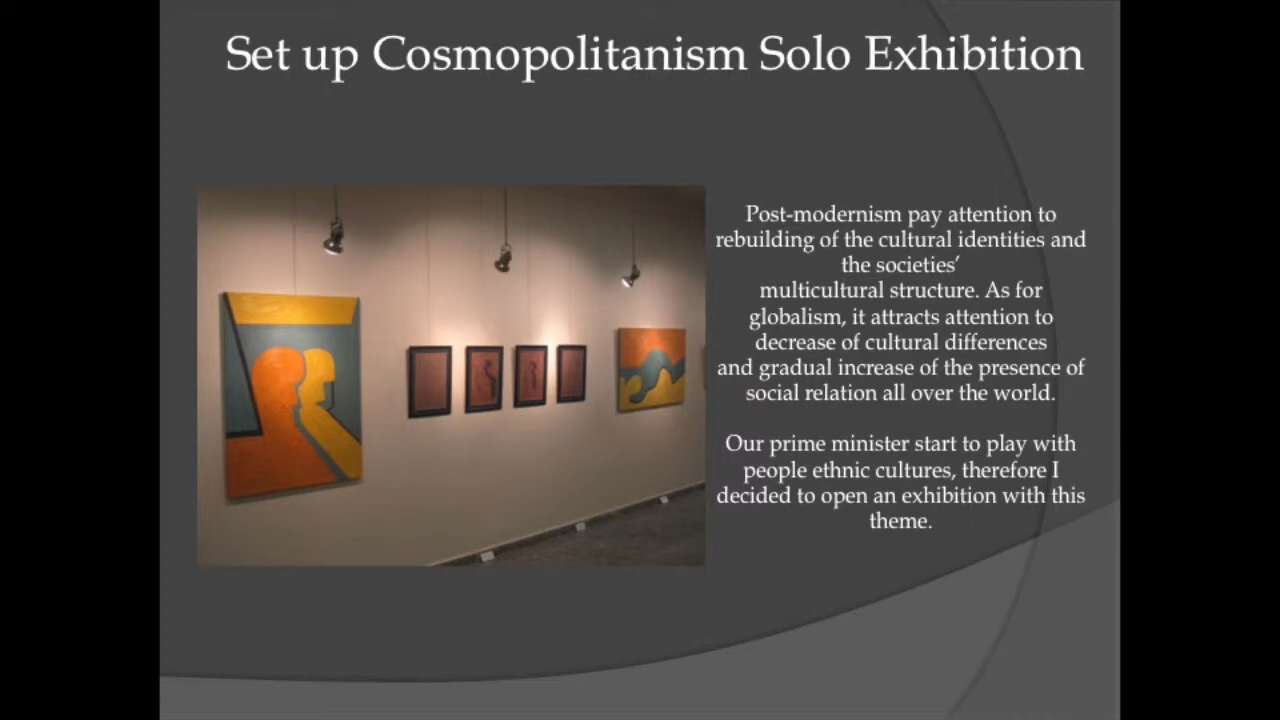 Set up Cosmopolitanism Solo Exhibition
Post-modernism pay attention to
rebuilding of the cultural identities and
the societies’
multicultural structure. As for
globalism, it attracts attention to
decrease of cultural differences
and gradual increase of the presence of
social relation all over the world.
Our prime minister start to play with
people ethnic cultures, therefore I
decided to open an exhibition with this
theme.